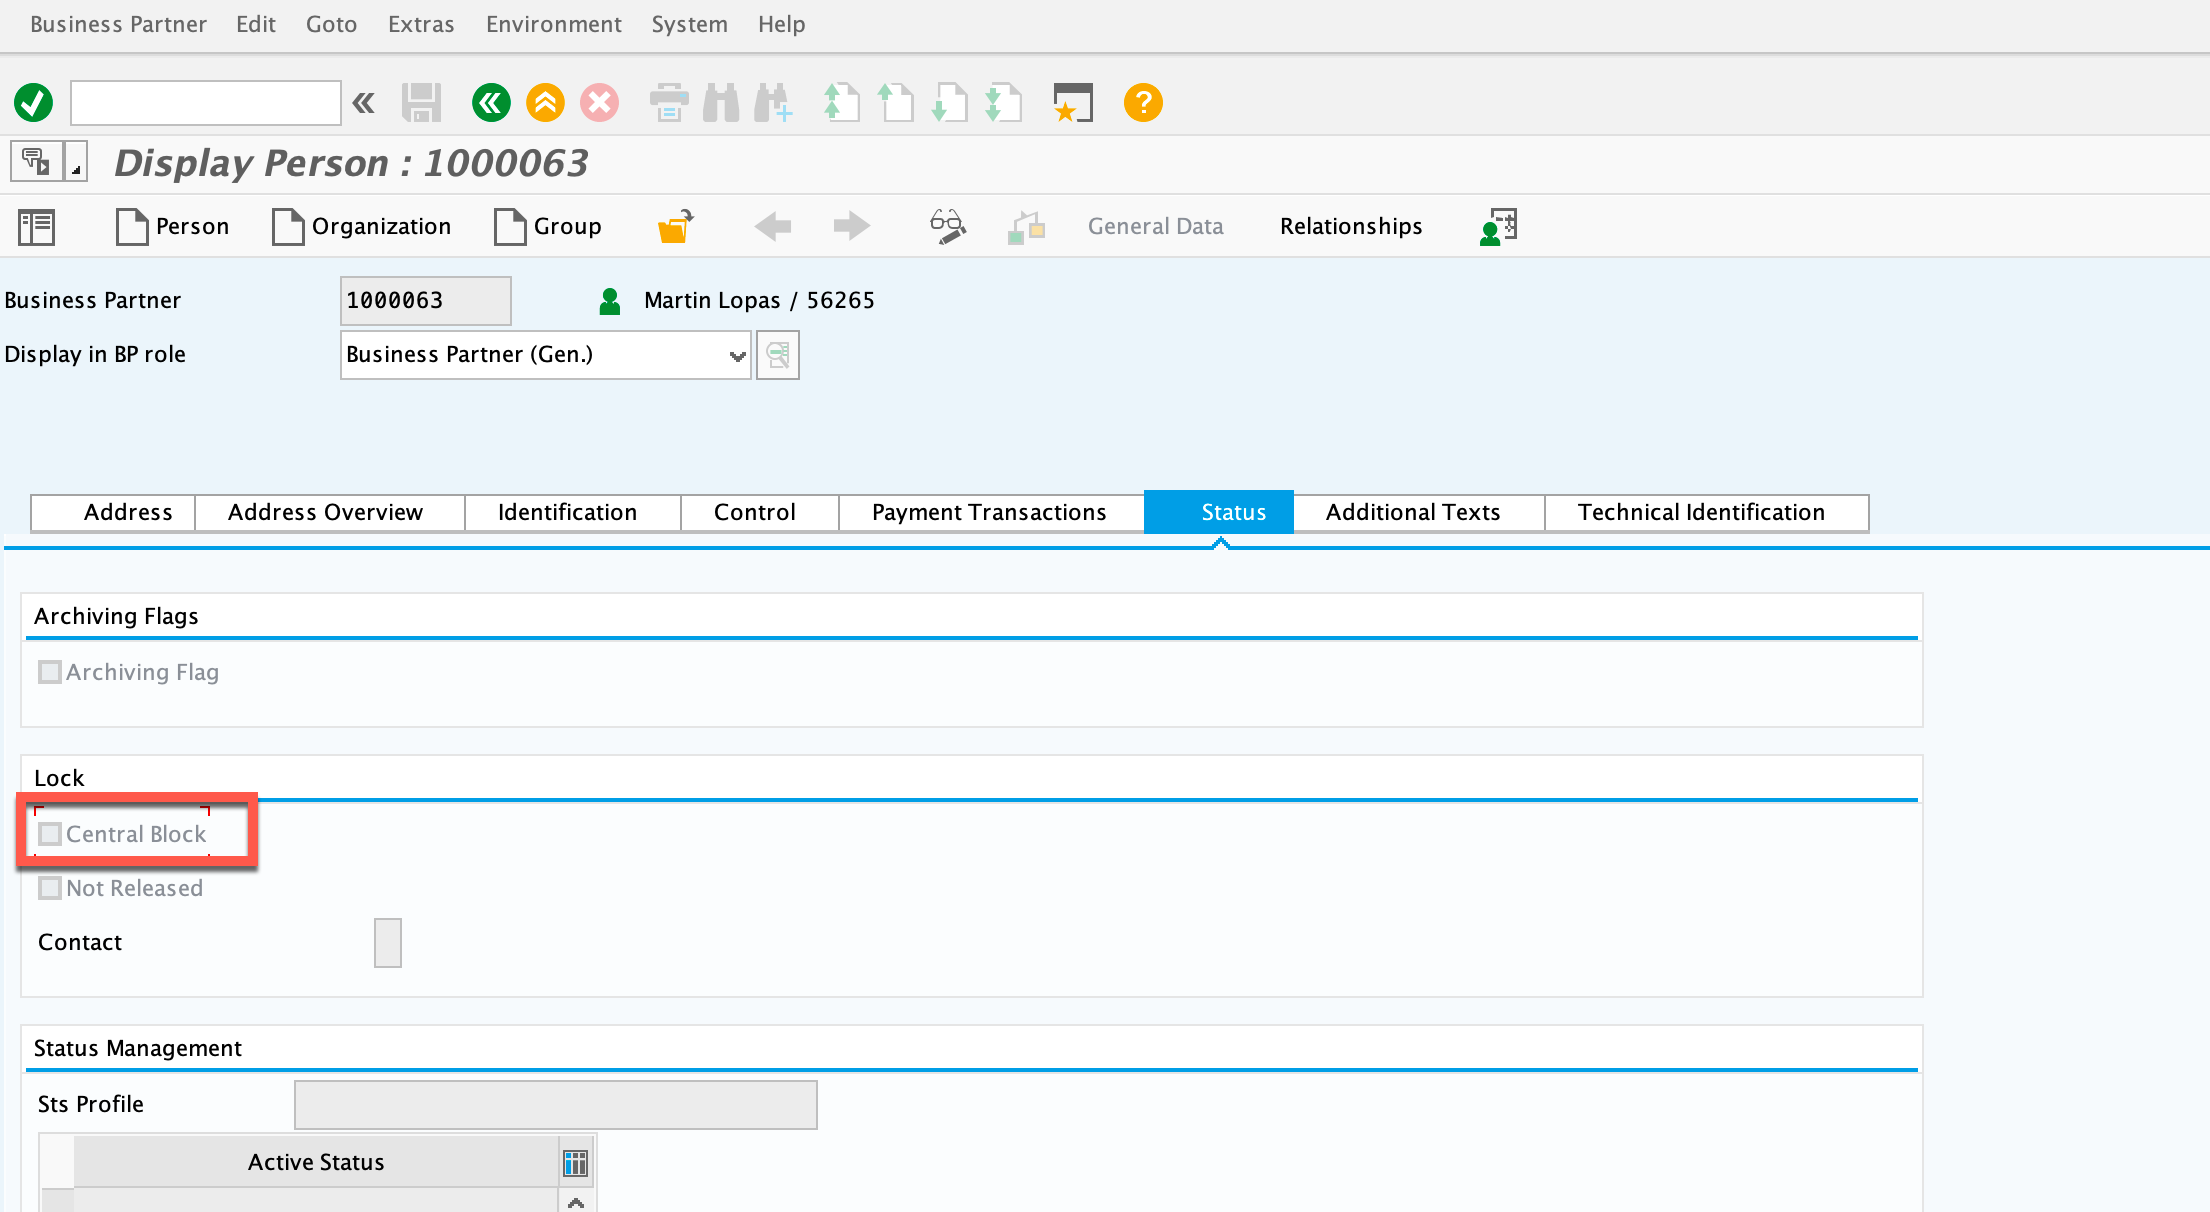 Business Partner Edit Goto Extras Environment System Help
Display Person : 1000063
Person Organization Group General Data Relationships
Business Partner 1000063 Martin Lopas / 56265
Display in BP role Business Partner (Gen.)
Address Address Overview Identification Control Payment Transactions Status Additional Texts Technical Identification
Archiving Flags
Archiving Flag
Lock
Central Block
Not Released
Contact
Status Management
Sts Profile
Active Status